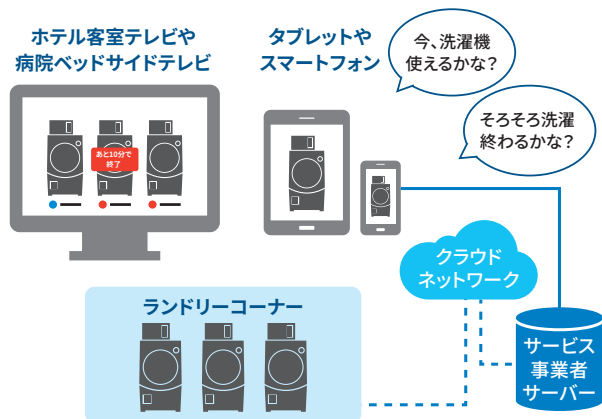 ホテル客室テレビや
病院ベッドサイドテレビ
タブレットや
スマートフォン
今、洗濯機
使えるかな？
そろそろ洗濯
終わるかな？
あと10分で
終了
クラウド
ネットワーク
ランドリーコーナー
サービス
事業者
サーバー